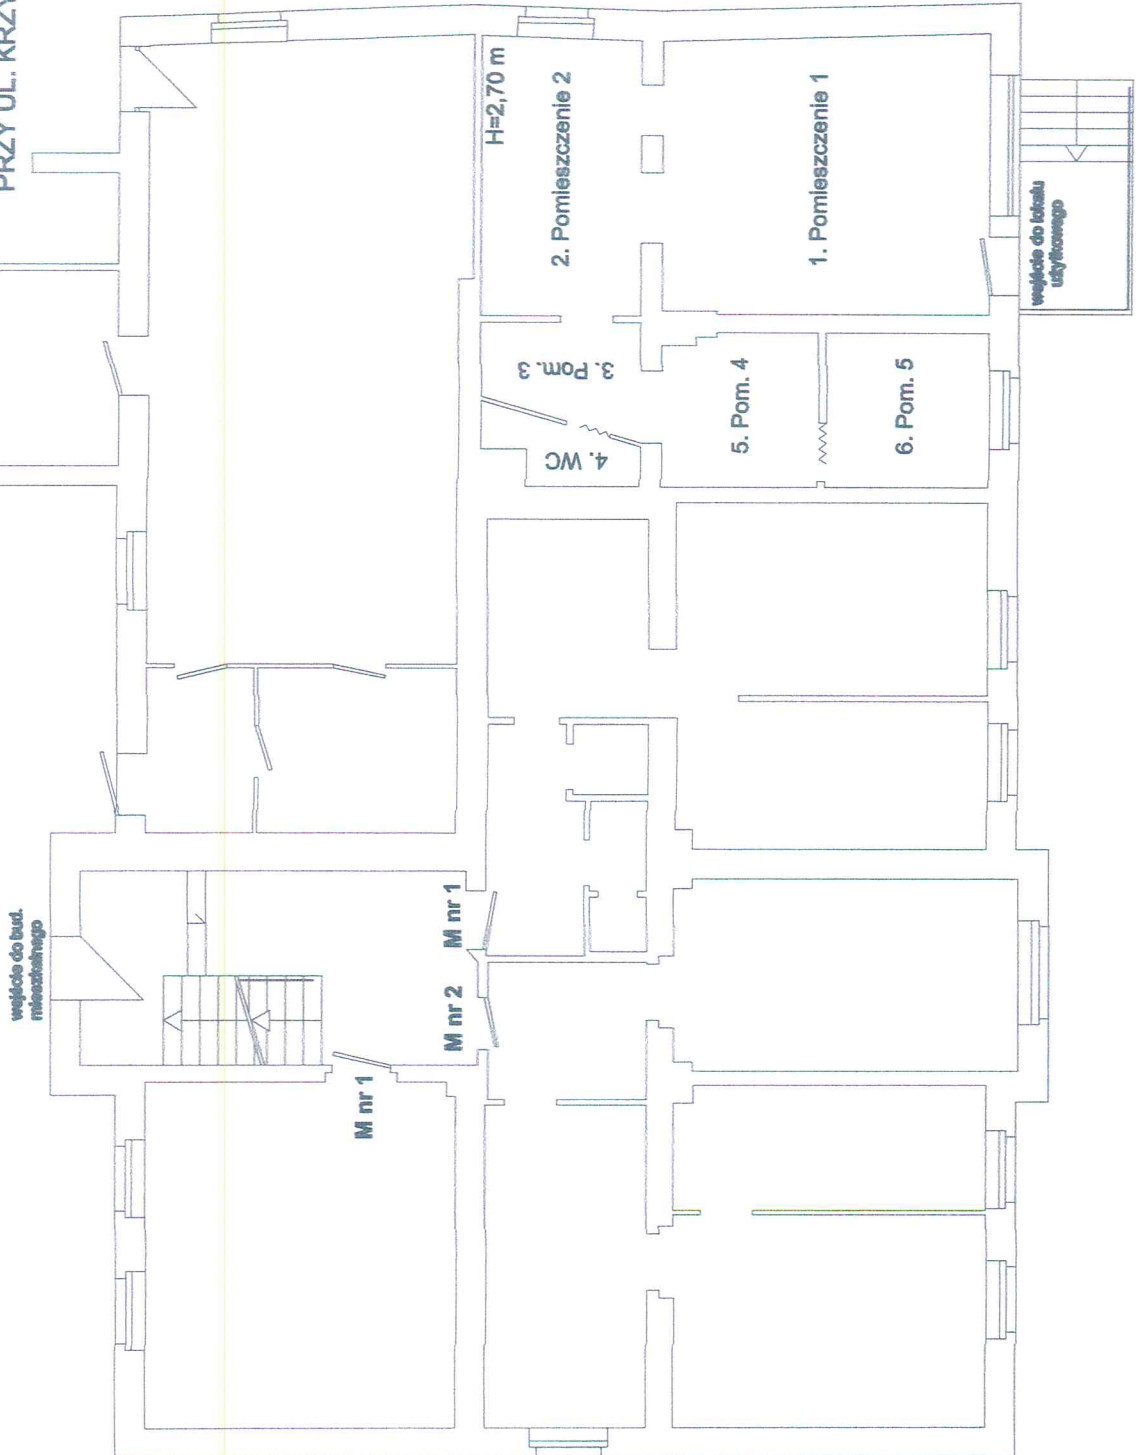 PRZY UL. KRZY
wejście do bud.
mieszkalnego
M nr 1
M nr 2
M nr 1
H=2,70 m
2. Pomieszczenie 2
1. Pomieszczenie 1
3. Pom. 3
4. WC
5. Pom. 4
6. Pom. 5
wejście do lokalu
użytkowego